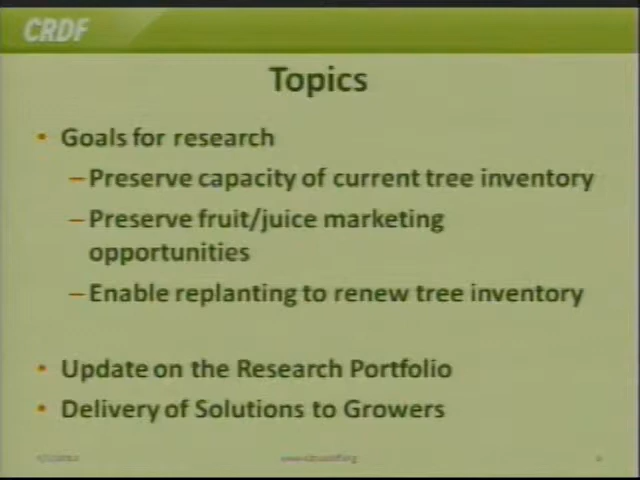 CRDF
Topics
• Goals for research
– Preserve capacity of current tree inventory
– Preserve fruit/juice marketing
opportunities
– Enable replanting to renew tree inventory
• Update on the Research Portfolio
• Delivery of Solutions to Growers